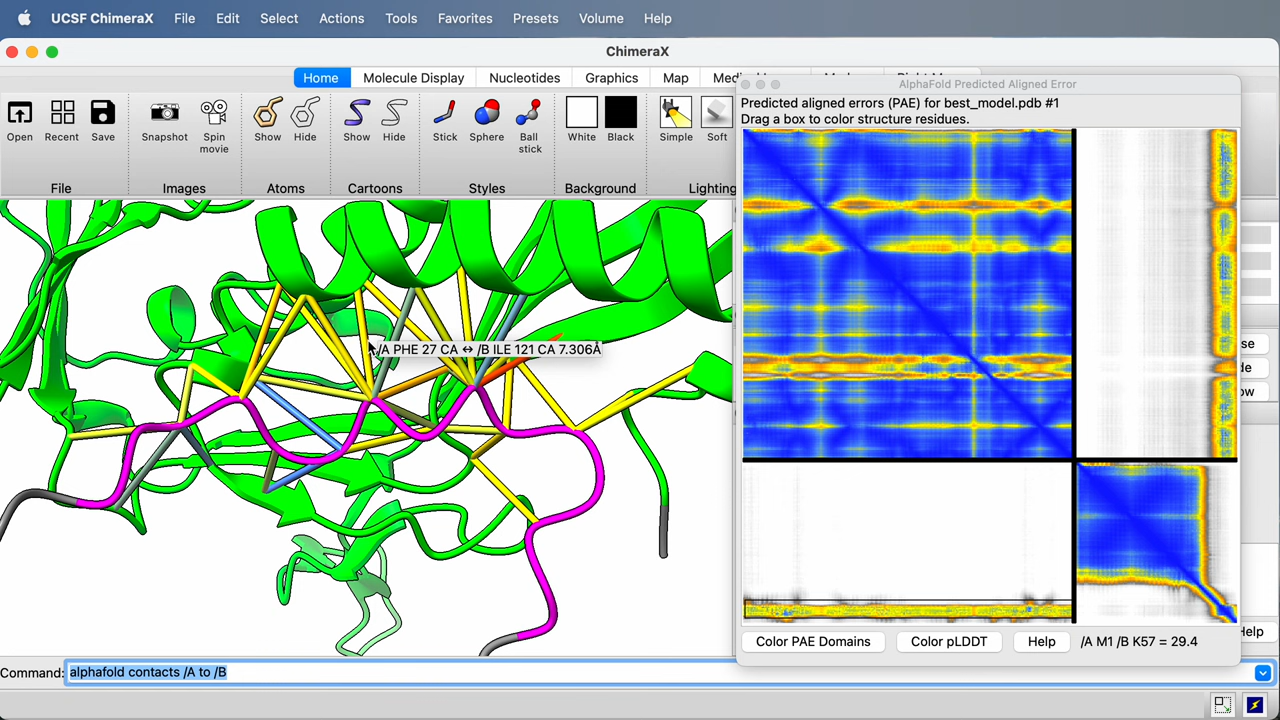 UCSF ChimeraX File Edit Select Actions Tools Favorites Presets Volume Help
ChimeraX
Home Molecule Display Nucleotides Graphics Map
AlphaFold Predicted Aligned Error
Predicted aligned errors (PAE) for best_model.pdb #1
Drag a box to color structure residues.
Open Recent Save Snapshot Spin movie Show Hide Show Hide Stick Sphere Ball stick White Black Simple Soft
File Images Atoms Cartoons Styles Background Lighting
/A PHE 27 CA ↔ /B ILE 121 CA 7.306Å
Color PAE Domains Color pLDDT Help /A M1 /B K57 = 29.4
Command: alphafold contacts /A to /B